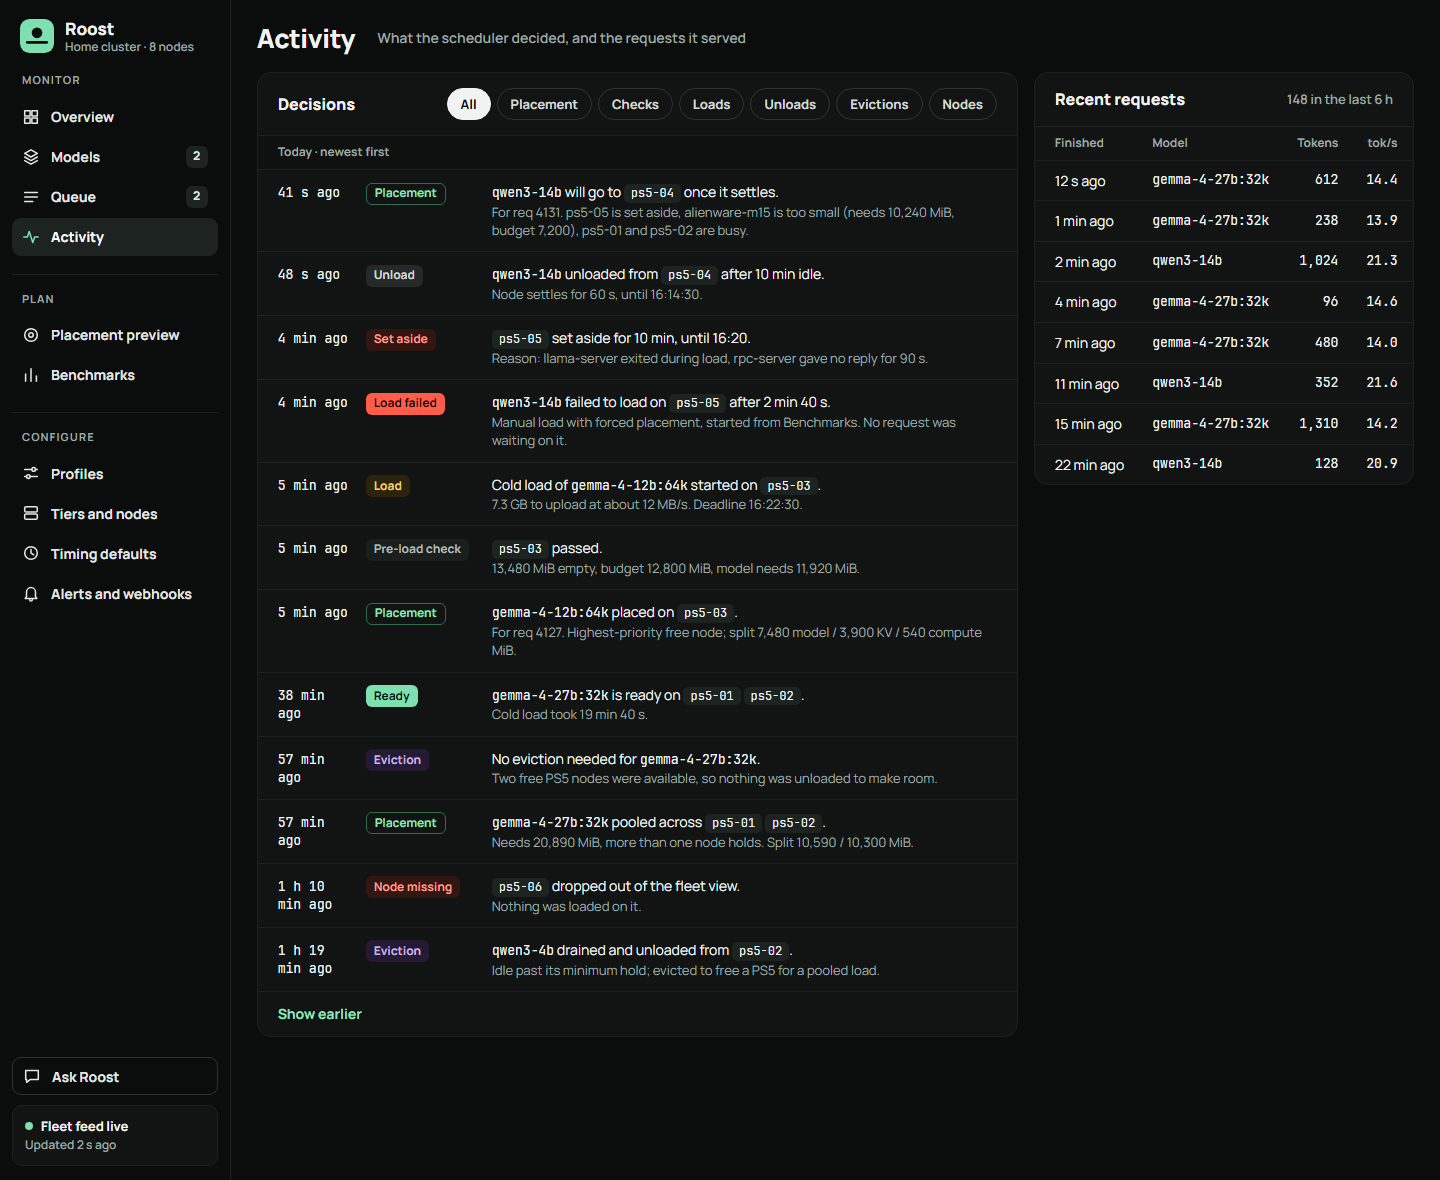 Roost
Home cluster · 8 nodes
MONITOR
Overview
Models 2
Queue 2
Activity
PLAN
Placement preview
Benchmarks
CONFIGURE
Profiles
Tiers and nodes
Timing defaults
Alerts and webhooks
Ask Roost
Fleet feed live
Updated 2 s ago
Activity What the scheduler decided, and the requests it served
Decisions All Placement Checks Loads Unloads Evictions Nodes
Today · newest first
41 s ago Placement qwen3-14b will go to ps5-04 once it settles.
For req 4131. ps5-05 is set aside, alienware-m15 is too small (needs 10,240 MiB,
budget 7,200), ps5-01 and ps5-02 are busy.
48 s ago Unload qwen3-14b unloaded from ps5-04 after 10 min idle.
Node settles for 60 s, until 16:14:30.
4 min ago Set aside ps5-05 set aside for 10 min, until 16:20.
Reason: llama-server exited during load, rpc-server gave no reply for 90 s.
4 min ago Load failed qwen3-14b failed to load on ps5-05 after 2 min 40 s.
Manual load with forced placement, started from Benchmarks. No request was
waiting on it.
5 min ago Load Cold load of gemma-4-12b:64k started on ps5-03.
7.3 GB to upload at about 12 MB/s. Deadline 16:22:30.
5 min ago Pre-load check ps5-03 passed.
13,480 MiB empty, budget 12,800 MiB, model needs 11,920 MiB.
5 min ago Placement gemma-4-12b:64k placed on ps5-03.
For req 4127. Highest-priority free node; split 7,480 model / 3,900 KV / 540 compute
MiB.
38 min ago Ready gemma-4-27b:32k is ready on ps5-01 ps5-02.
Cold load took 19 min 40 s.
57 min ago Eviction No eviction needed for gemma-4-27b:32k.
Two free PS5 nodes were available, so nothing was unloaded to make room.
57 min ago Placement gemma-4-27b:32k pooled across ps5-01 ps5-02.
Needs 20,890 MiB, more than one node holds. Split 10,590 / 10,300 MiB.
1 h 10 min ago Node missing ps5-06 dropped out of the fleet view.
Nothing was loaded on it.
1 h 19 min ago Eviction qwen3-4b drained and unloaded from ps5-02.
Idle past its minimum hold; evicted to free a PS5 for a pooled load.
Show earlier
Recent requests 148 in the last 6 h
Finished Model Tokens tok/s
12 s ago gemma-4-27b:32k 612 14.4
1 min ago gemma-4-27b:32k 238 13.9
2 min ago qwen3-14b 1,024 21.3
4 min ago gemma-4-27b:32k 96 14.6
7 min ago gemma-4-27b:32k 480 14.0
11 min ago qwen3-14b 352 21.6
15 min ago gemma-4-27b:32k 1,310 14.2
22 min ago qwen3-14b 128 20.9